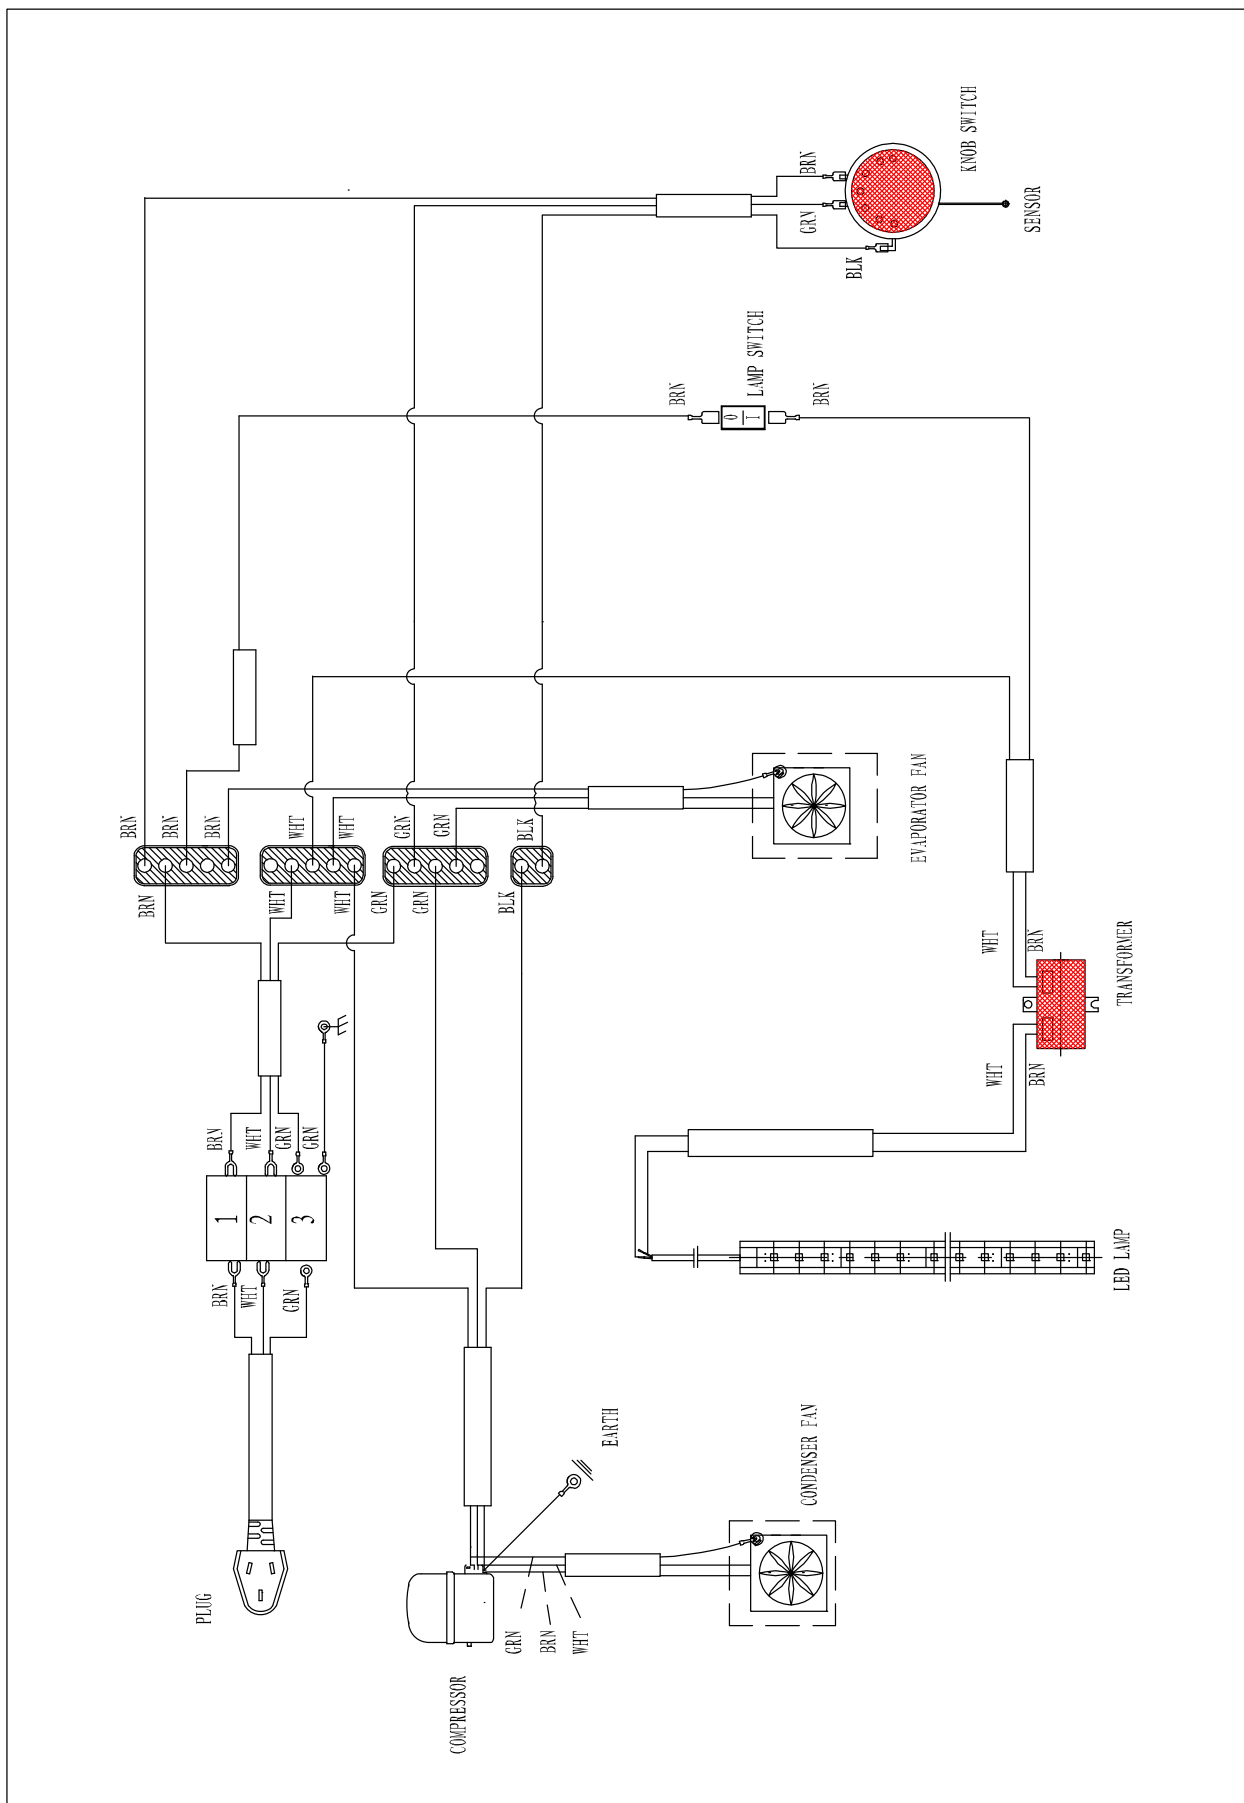 BRN
BRN
BRN
PLUG
BRN
BRN
BRN
1
WHT
WHT
2
WHT
GRN
GRN
WHT
3
GRN
WHT
WHT
GRN
GRN
GRN
GRN
COMPRESSOR
GRN
BLK
BLK
BRN
WHT
EARTH
BRN
0
I
LAMP SWITCH
CONDENSER FAN
GRN
BRN
BRN
BLK
EVAPORATOR FAN
KNOB SWITCH
WHT
WHT
SENSOR
BRN
BRN
LED LAMP
TRANSFORMER